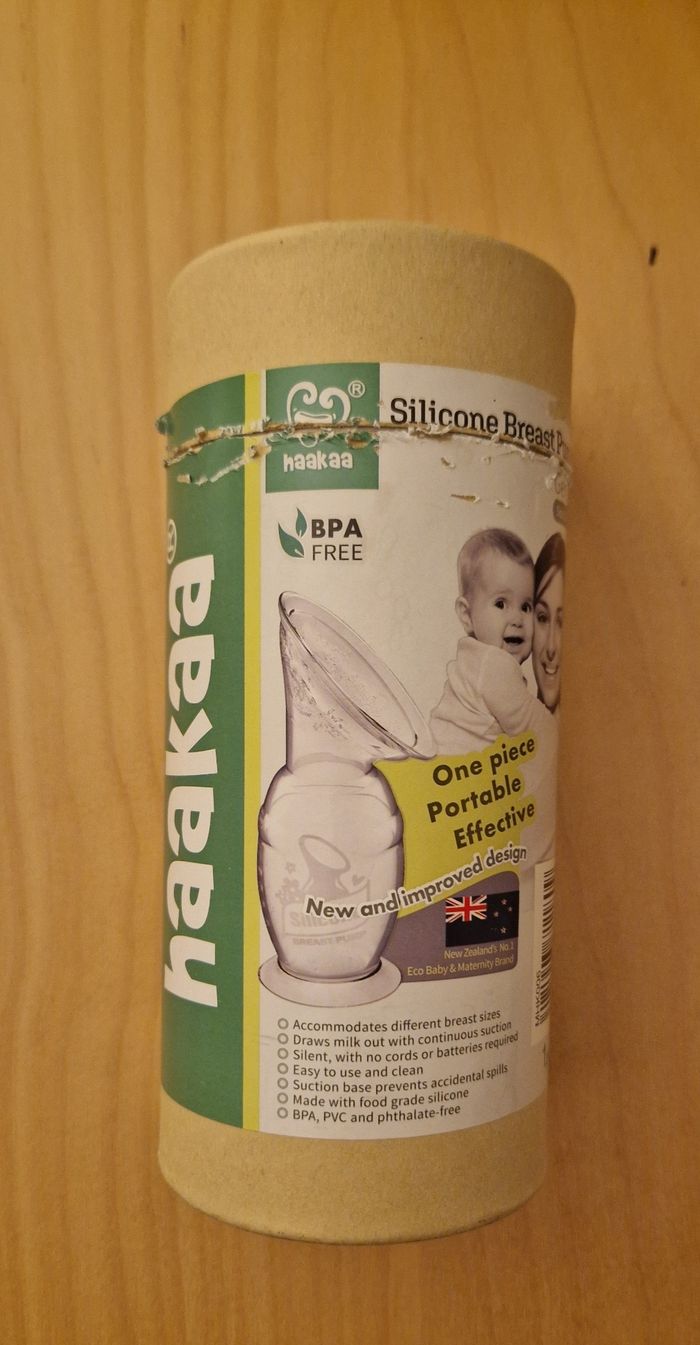 haakaa®
®
haakaa
Silicone Breast
BPA
FREE
One piece
Portable
Effective
New and improved design
BREAST PUMP
New Zealand's No.1
Eco Baby & Maternity Brand
Accommodates different breast sizes
Draws milk out with continuous suction
Silent, with no cords or batteries required
Easy to use and clean
Suction base prevents accidental spills
Made with food grade silicone
BPA, PVC and phthalate-free